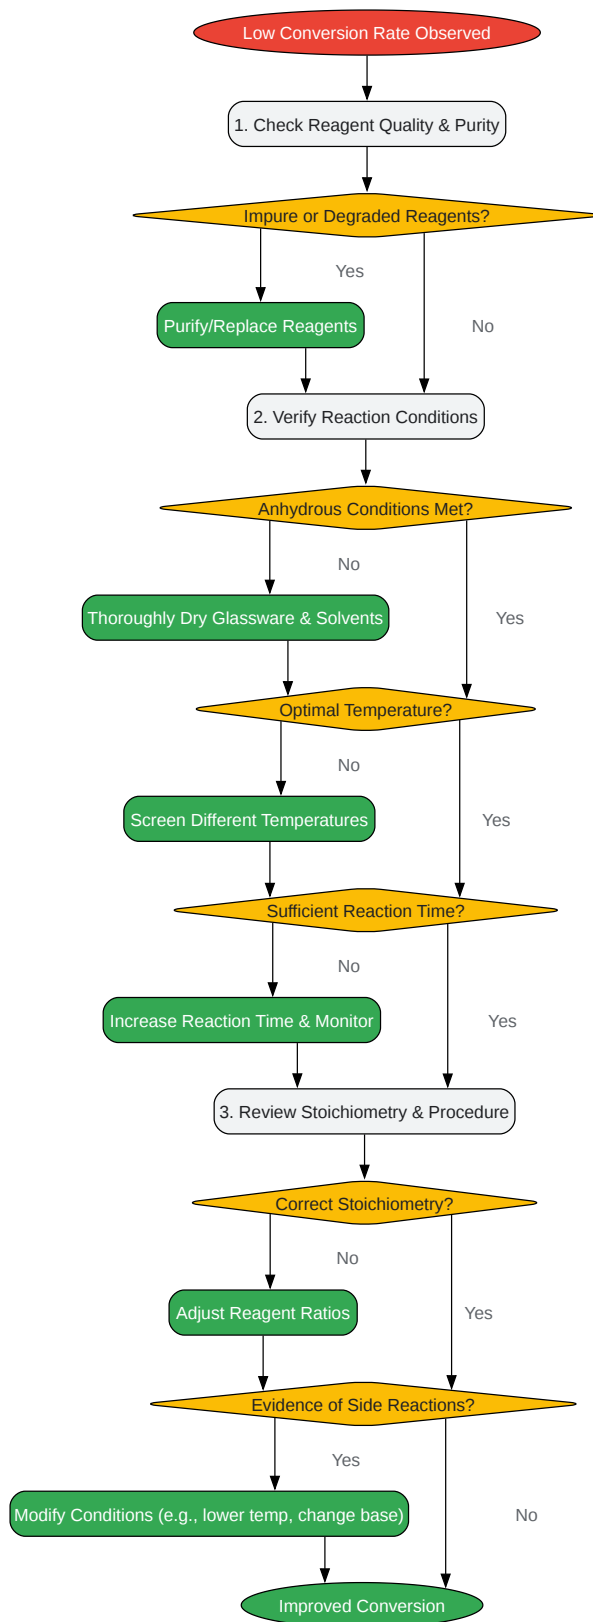 Low Conversion Rate Observed
1. Check Reagent Quality & Purity
Impure or Degraded Reagents?
Yes
Purify/Replace Reagents
No
2. Verify Reaction Conditions
Anhydrous Conditions Met?
No
Thoroughly Dry Glassware & Solvents
Yes
Optimal Temperature?
No
Screen Different Temperatures
Yes
Sufficient Reaction Time?
No
Increase Reaction Time & Monitor
Yes
3. Review Stoichiometry & Procedure
Correct Stoichiometry?
No
Adjust Reagent Ratios
Yes
Evidence of Side Reactions?
Yes
Modify Conditions (e.g., lower temp, change base)
No
Improved Conversion